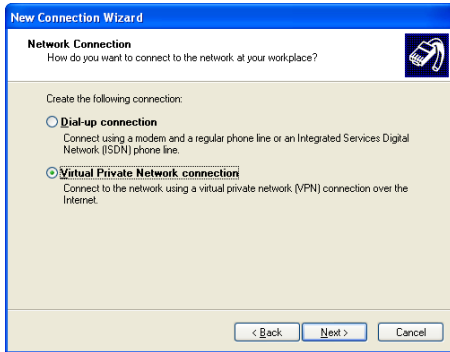 New Connection Wizard
Network Connection
How do you want to connect to the network at your workplace?
Create the following connection:
Dial-up connection
Connect using a modem and a regular phone line or an Integrated Services Digital
Network (ISDN) phone line.
Virtual Private Network connection
Connect to the network using a virtual private network (VPN) connection over the
Internet.
< Back
Next >
Cancel